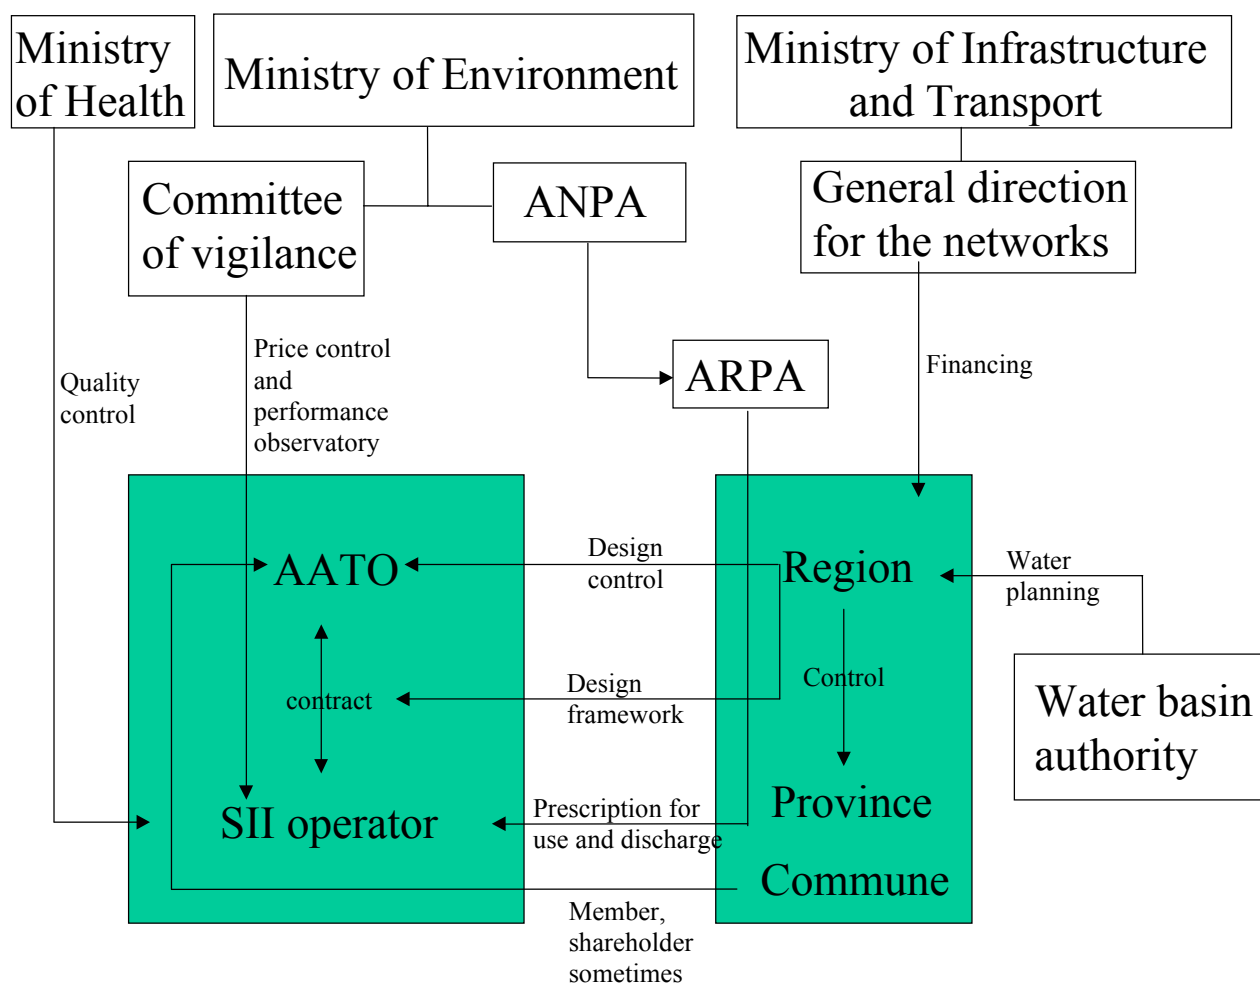 Ministry
of Health
Ministry of Environment
Ministry of Infrastructure
and Transport
Committee
of vigilance
ANPA
General direction
for the networks
Price control
and
performance
observatory
Quality
control
ARPA
Financing
AATO
Design
control
Region
Water
planning
contract
Design
framework
Control
Water basin
authority
SII operator
Prescription for
use and discharge
Province
Commune
Member,
shareholder
sometimes